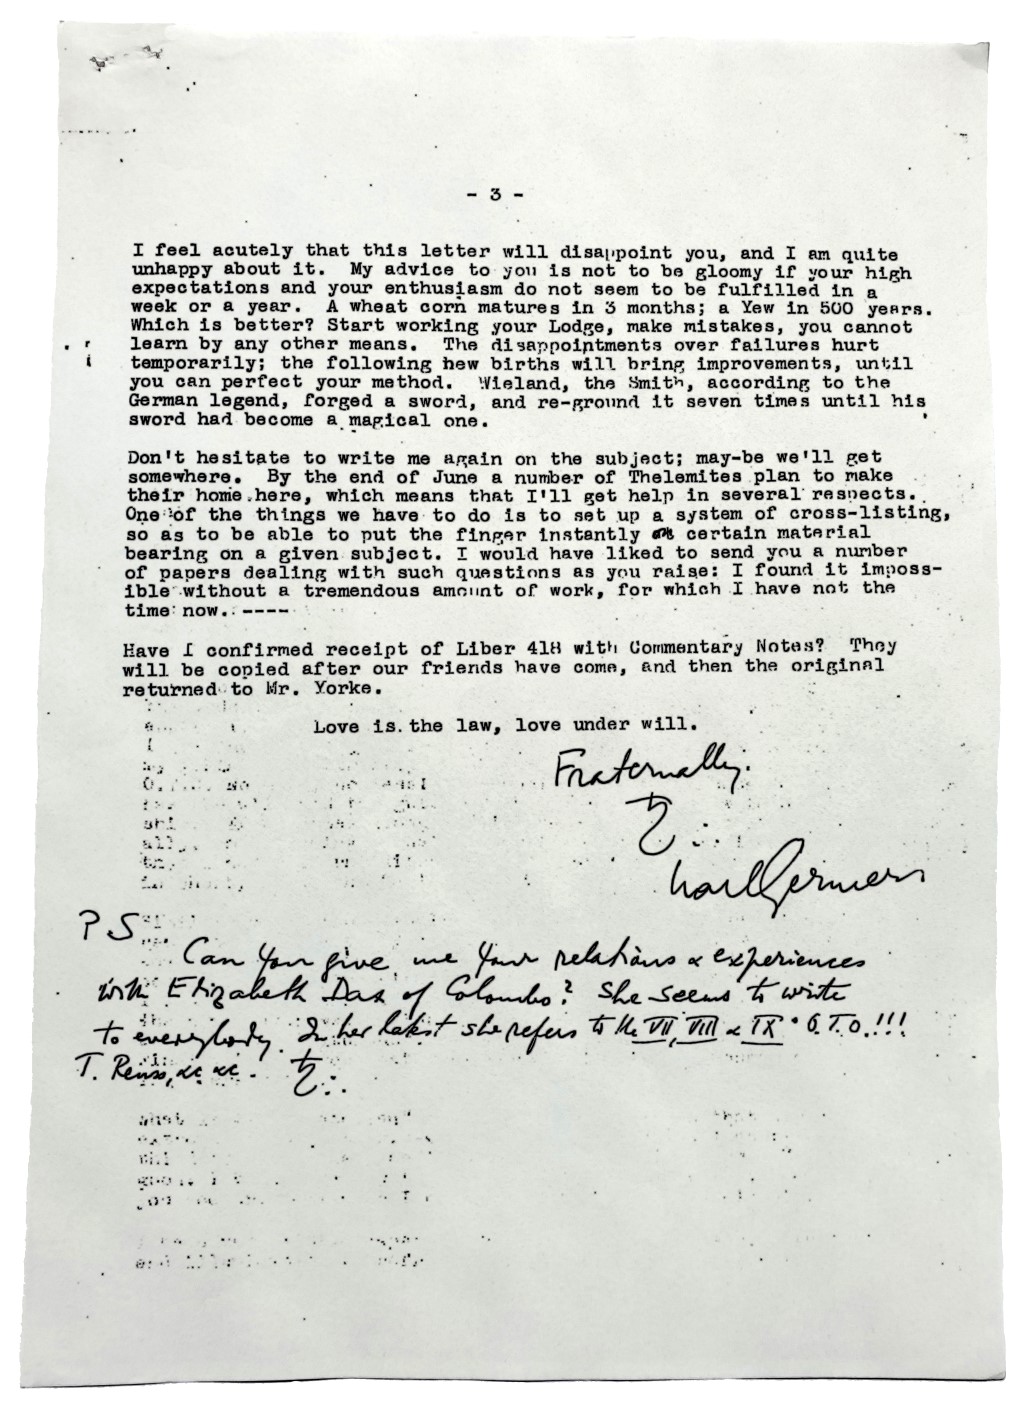 - 3 -
I feel acutely that this letter will disappoint you, and I am quite
unhappy about it. My advice to you is not to be gloomy if your high
expectations and your enthusiasm do not seem to be fulfilled in a
week or a year. A wheat corn matures in 3 months; a Yew in 500 years.
Which is better? Start working your Lodge, make mistakes, you cannot
learn by any other means. The disappointments over failures hurt
temporarily; the following new births will bring improvements, until
you can perfect your method. Wieland, the Smith, according to the
German legend, forged a sword, and re-ground it seven times until his
sword had become a magical one.
Don't hesitate to write me again on the subject; may-be we'll get
somewhere. By the end of June a number of Thelemites plan to make
their home here, which means that I'll get help in several respects.
One of the things we have to do is to set up a system of cross-listing,
so as to be able to put the finger instantly on certain material
bearing on a given subject. I would have liked to send you a number
of papers dealing with such questions as you raise: I found it imposs-
ible without a tremendous amount of work, for which I have not the
time now. ----
Have I confirmed receipt of Liber 418 with Commentary Notes? They
will be copied after our friends have come, and then the original
returned to Mr. Yorke.
Love is the law, love under will.
Fraternally.
♄∴
Karl Germer
PS
Can you give me your relations & experiences
with Elizabeth Dax of Colombo? She seems to write
to everybody. In her latest she refers to the VII, VIII & IX° O.T.O.!!!
T. Reuss, &c &c. ♄∴